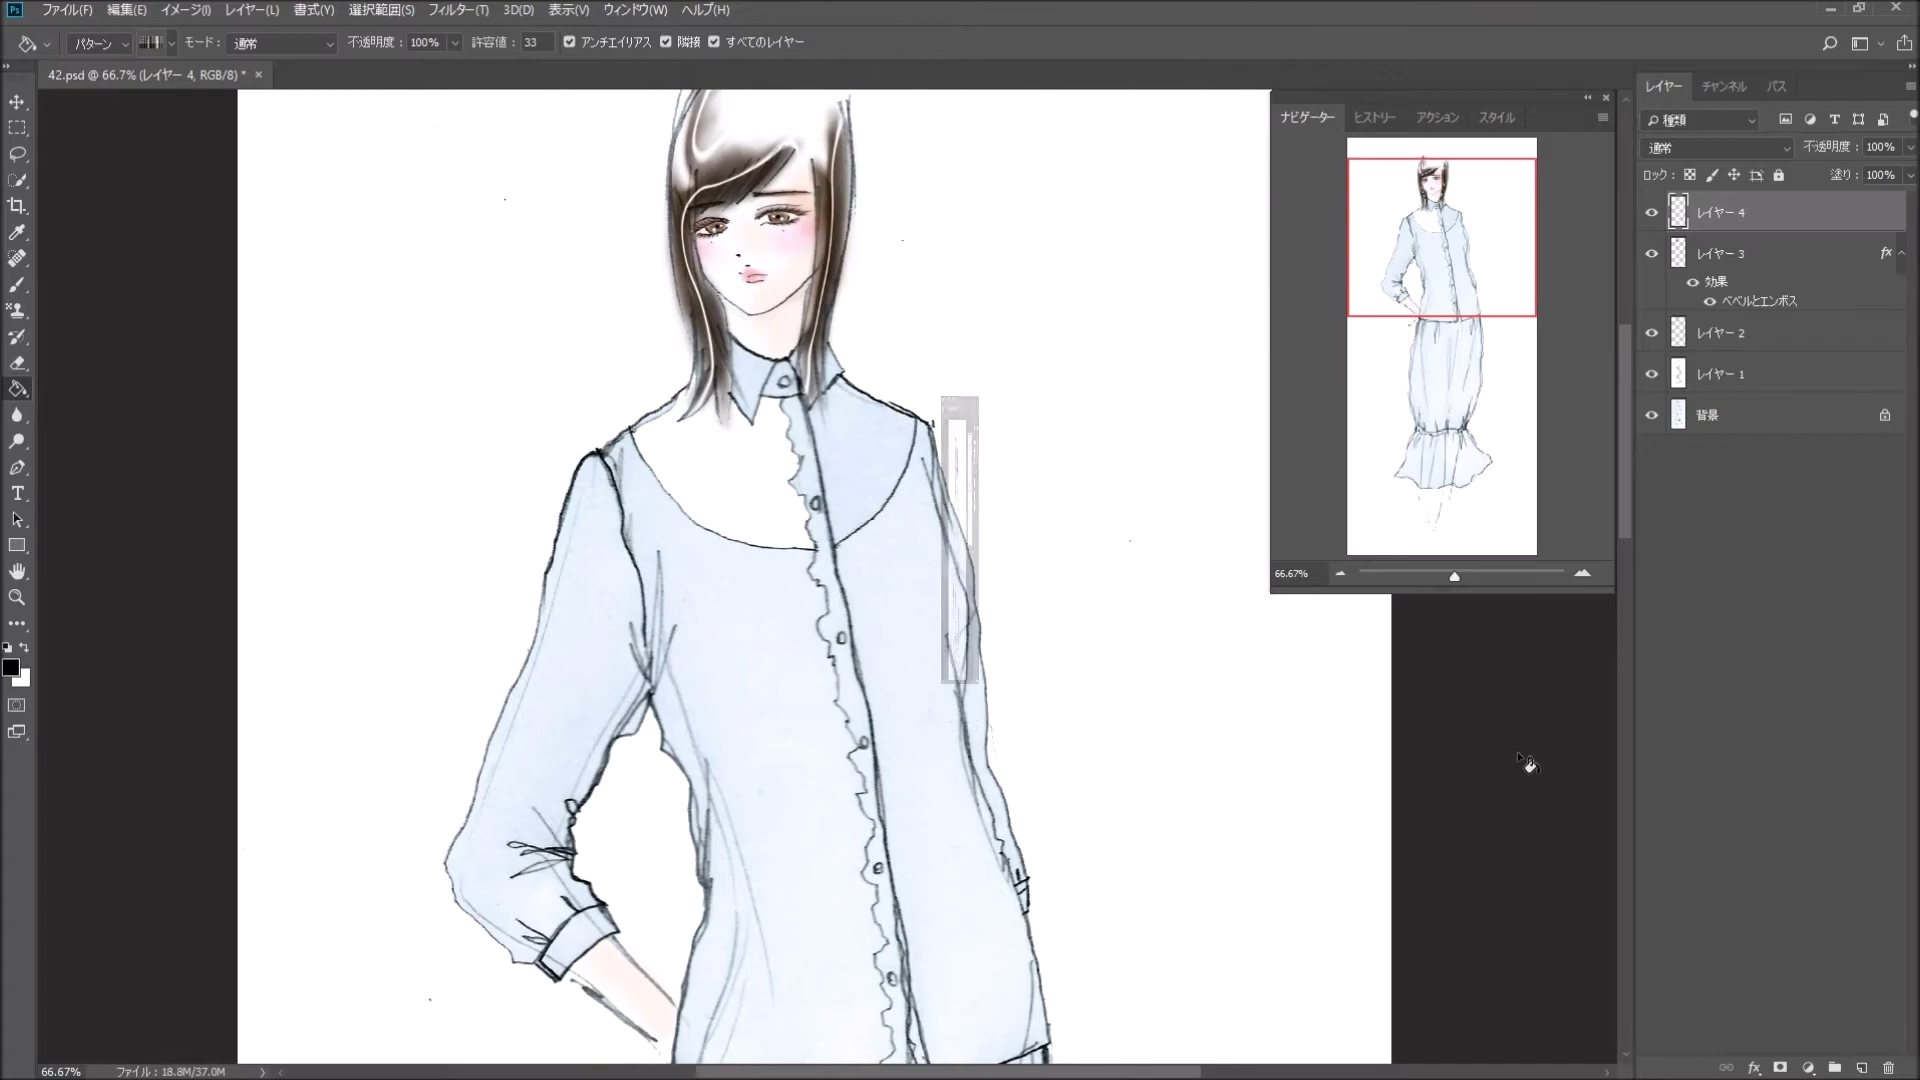 Ps ファイル(F) 編集(E) イメージ(I) レイヤー(L) 書式(Y) 選択範囲(S) フィルター(T) 3D(D) 表示(V) ウィンドウ(W) ヘルプ(H)
パターン モード： 通常 不透明度： 100% 許容値： 33 アンチエイリアス 隣接 すべてのレイヤー
42.psd @ 66.7% (レイヤー 4, RGB/8) *
ナビゲーター ヒストリー アクション スタイル
66.67%
レイヤー チャンネル パス
種類
通常 不透明度： 100%
ロック： 塗り： 100%
レイヤー 4
レイヤー 3 fx
効果
ベベルとエンボス
レイヤー 2
レイヤー 1
背景
66.67% ファイル：18.8M/37.0M